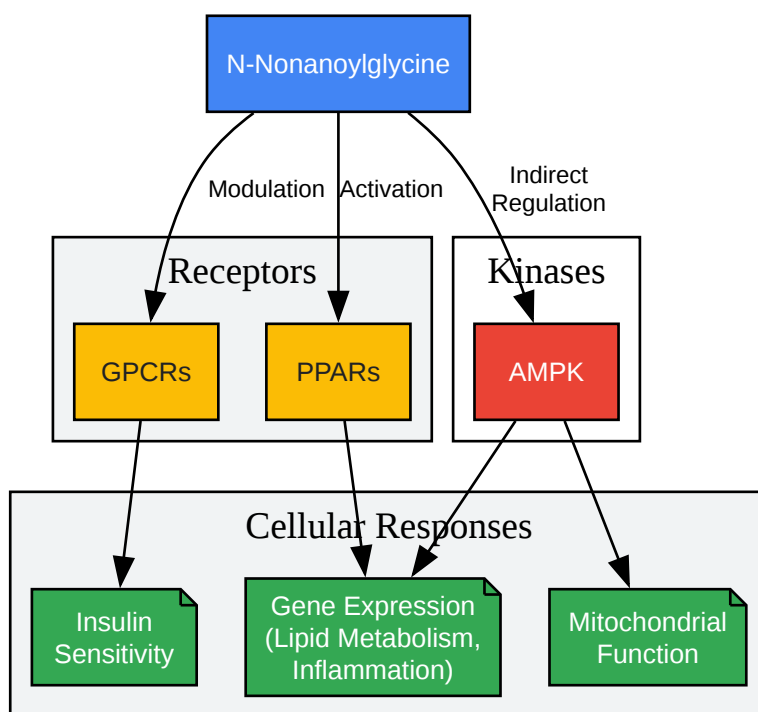 N-Nonanoylglycine
Modulation
Activation
Indirect
Regulation
Receptors
Kinases
GPCRs
PPARs
AMPK
Cellular Responses
Insulin
Sensitivity
Gene Expression
(Lipid Metabolism,
Inflammation)
Mitochondrial
Function